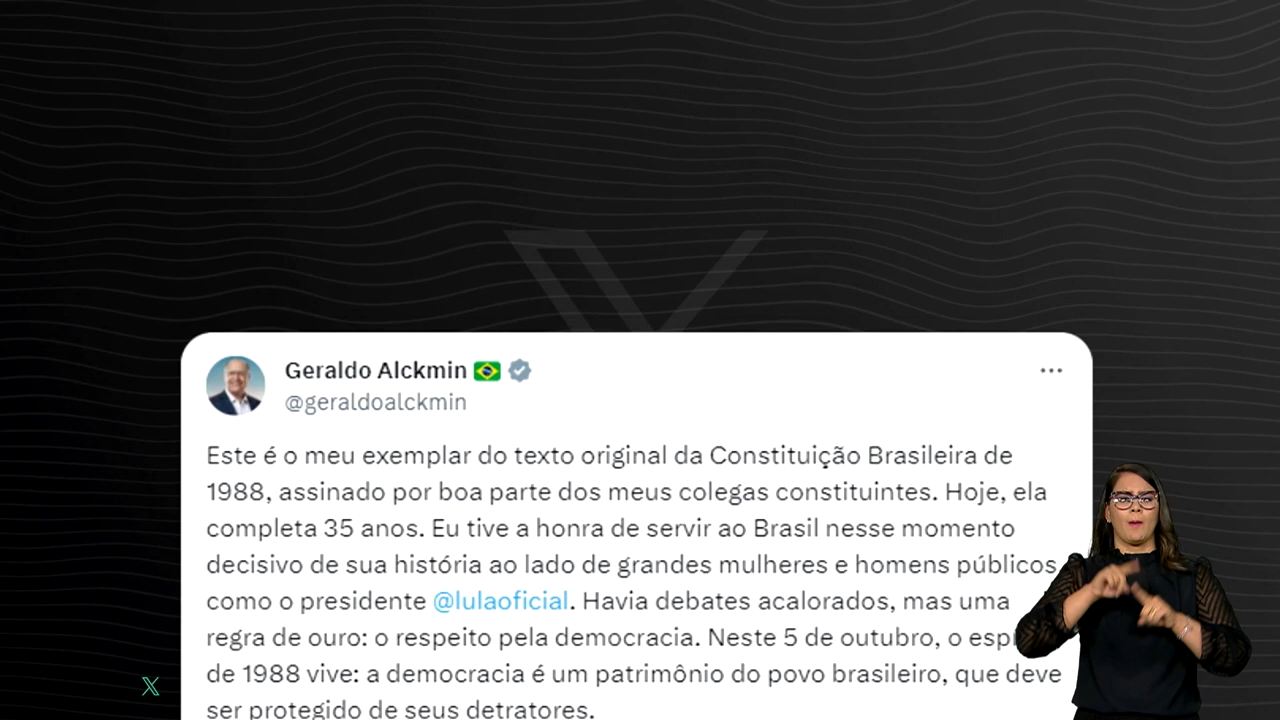 Geraldo Alckmin
@geraldoalckmin
Este é o meu exemplar do texto original da Constituição Brasileira de
1988, assinado por boa parte dos meus colegas constituintes. Hoje, ela
completa 35 anos. Eu tive a honra de servir ao Brasil nesse momento
decisivo de sua história ao lado de grandes mulheres e homens públicos
como o presidente @lulaoficial. Havia debates acalorados, mas uma
regra de ouro: o respeito pela democracia. Neste 5 de outubro, o
de 1988 vive: a democracia é um patrimônio do povo brasileiro, que deve
ser protegido de seus detratores.